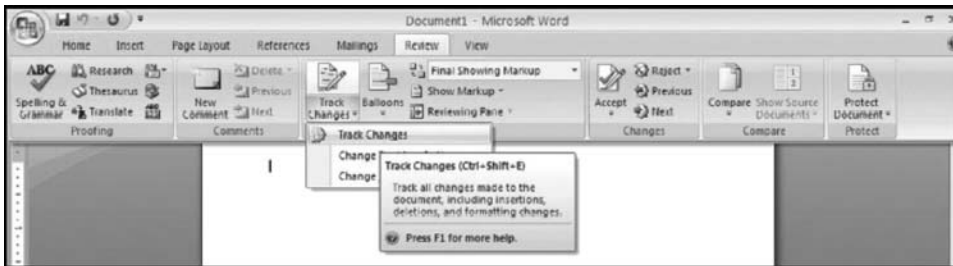 Document1 - Microsoft Word
Home Insert Page Layout References Mailings Review View
ABC Research Delete Final Showing Markup Reject
Thesaurus Previous Show Markup Previous
Spelling & Grammar Translate New Comment Next Track Changes Balloons Reviewing Pane Accept Next Compare Show Source Documents Protect Document
Proofing Comments Changes Compare Protect
Track Changes
Change
Change
Track Changes (Ctrl+Shift+E)
Track all changes made to the
document, including insertions,
deletions, and formatting changes.
Press F1 for more help.